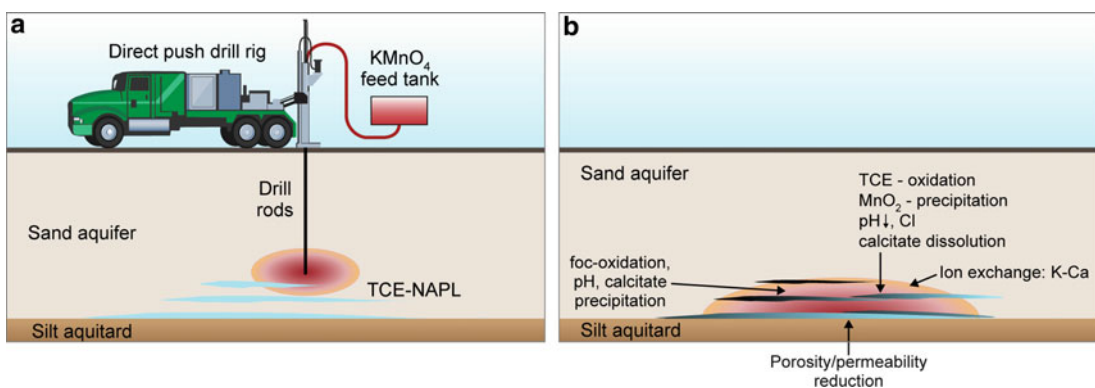 a
Direct push drill rig
KMnO₄
feed tank
Drill
rods
Sand aquifer
TCE-NAPL
Silt aquitard
b
Sand aquifer
TCE - oxidation
MnO₂ - precipitation
pH↓, Cl
calcitate dissolution
foc-oxidation,
pH, calcitate
precipitation
Ion exchange: K-Ca
Silt aquitard
Porosity/permeability
reduction